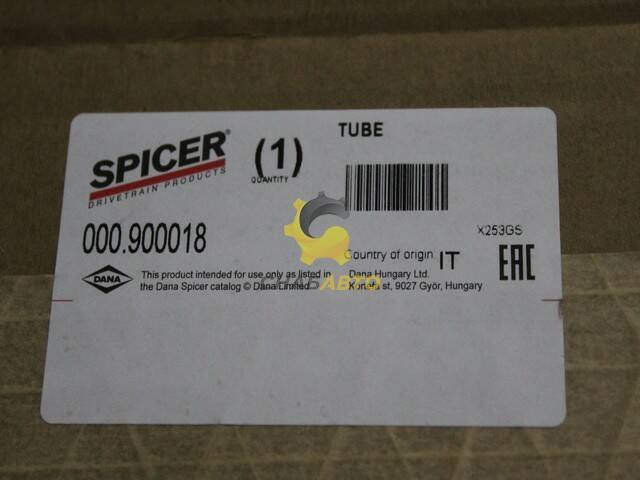 SPICER®
DRIVETRAIN PRODUCTS
(1)
QUANTITY
TUBE
000.900018
X253GS
Country of origin IT
EAC
DANA
This product intended for use only as listed in
the Dana Spicer catalog © Dana Limited
Dana Hungary Ltd.
st, 9027 Győr, Hungary
СКАБАВТО